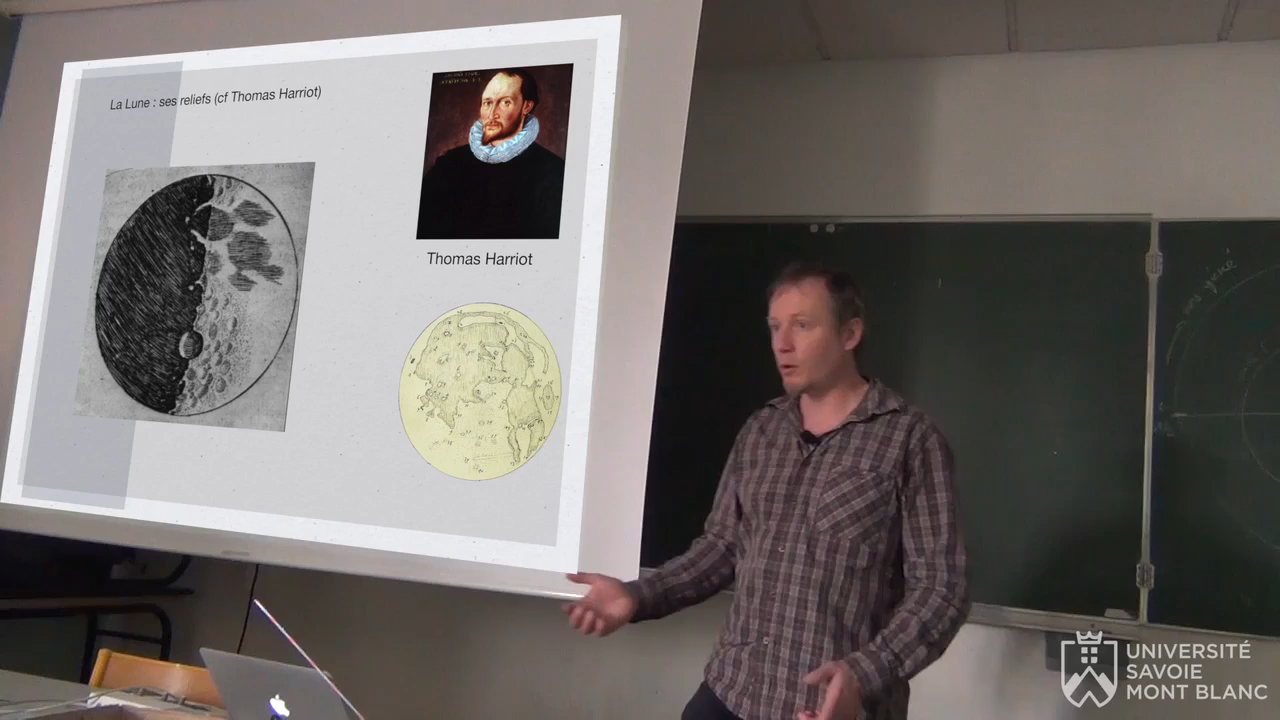 La Lune : ses reliefs (cf Thomas Harriot)
Thomas Harriot
UNIVERSITÉ
SAVOIE
MONT BLANC